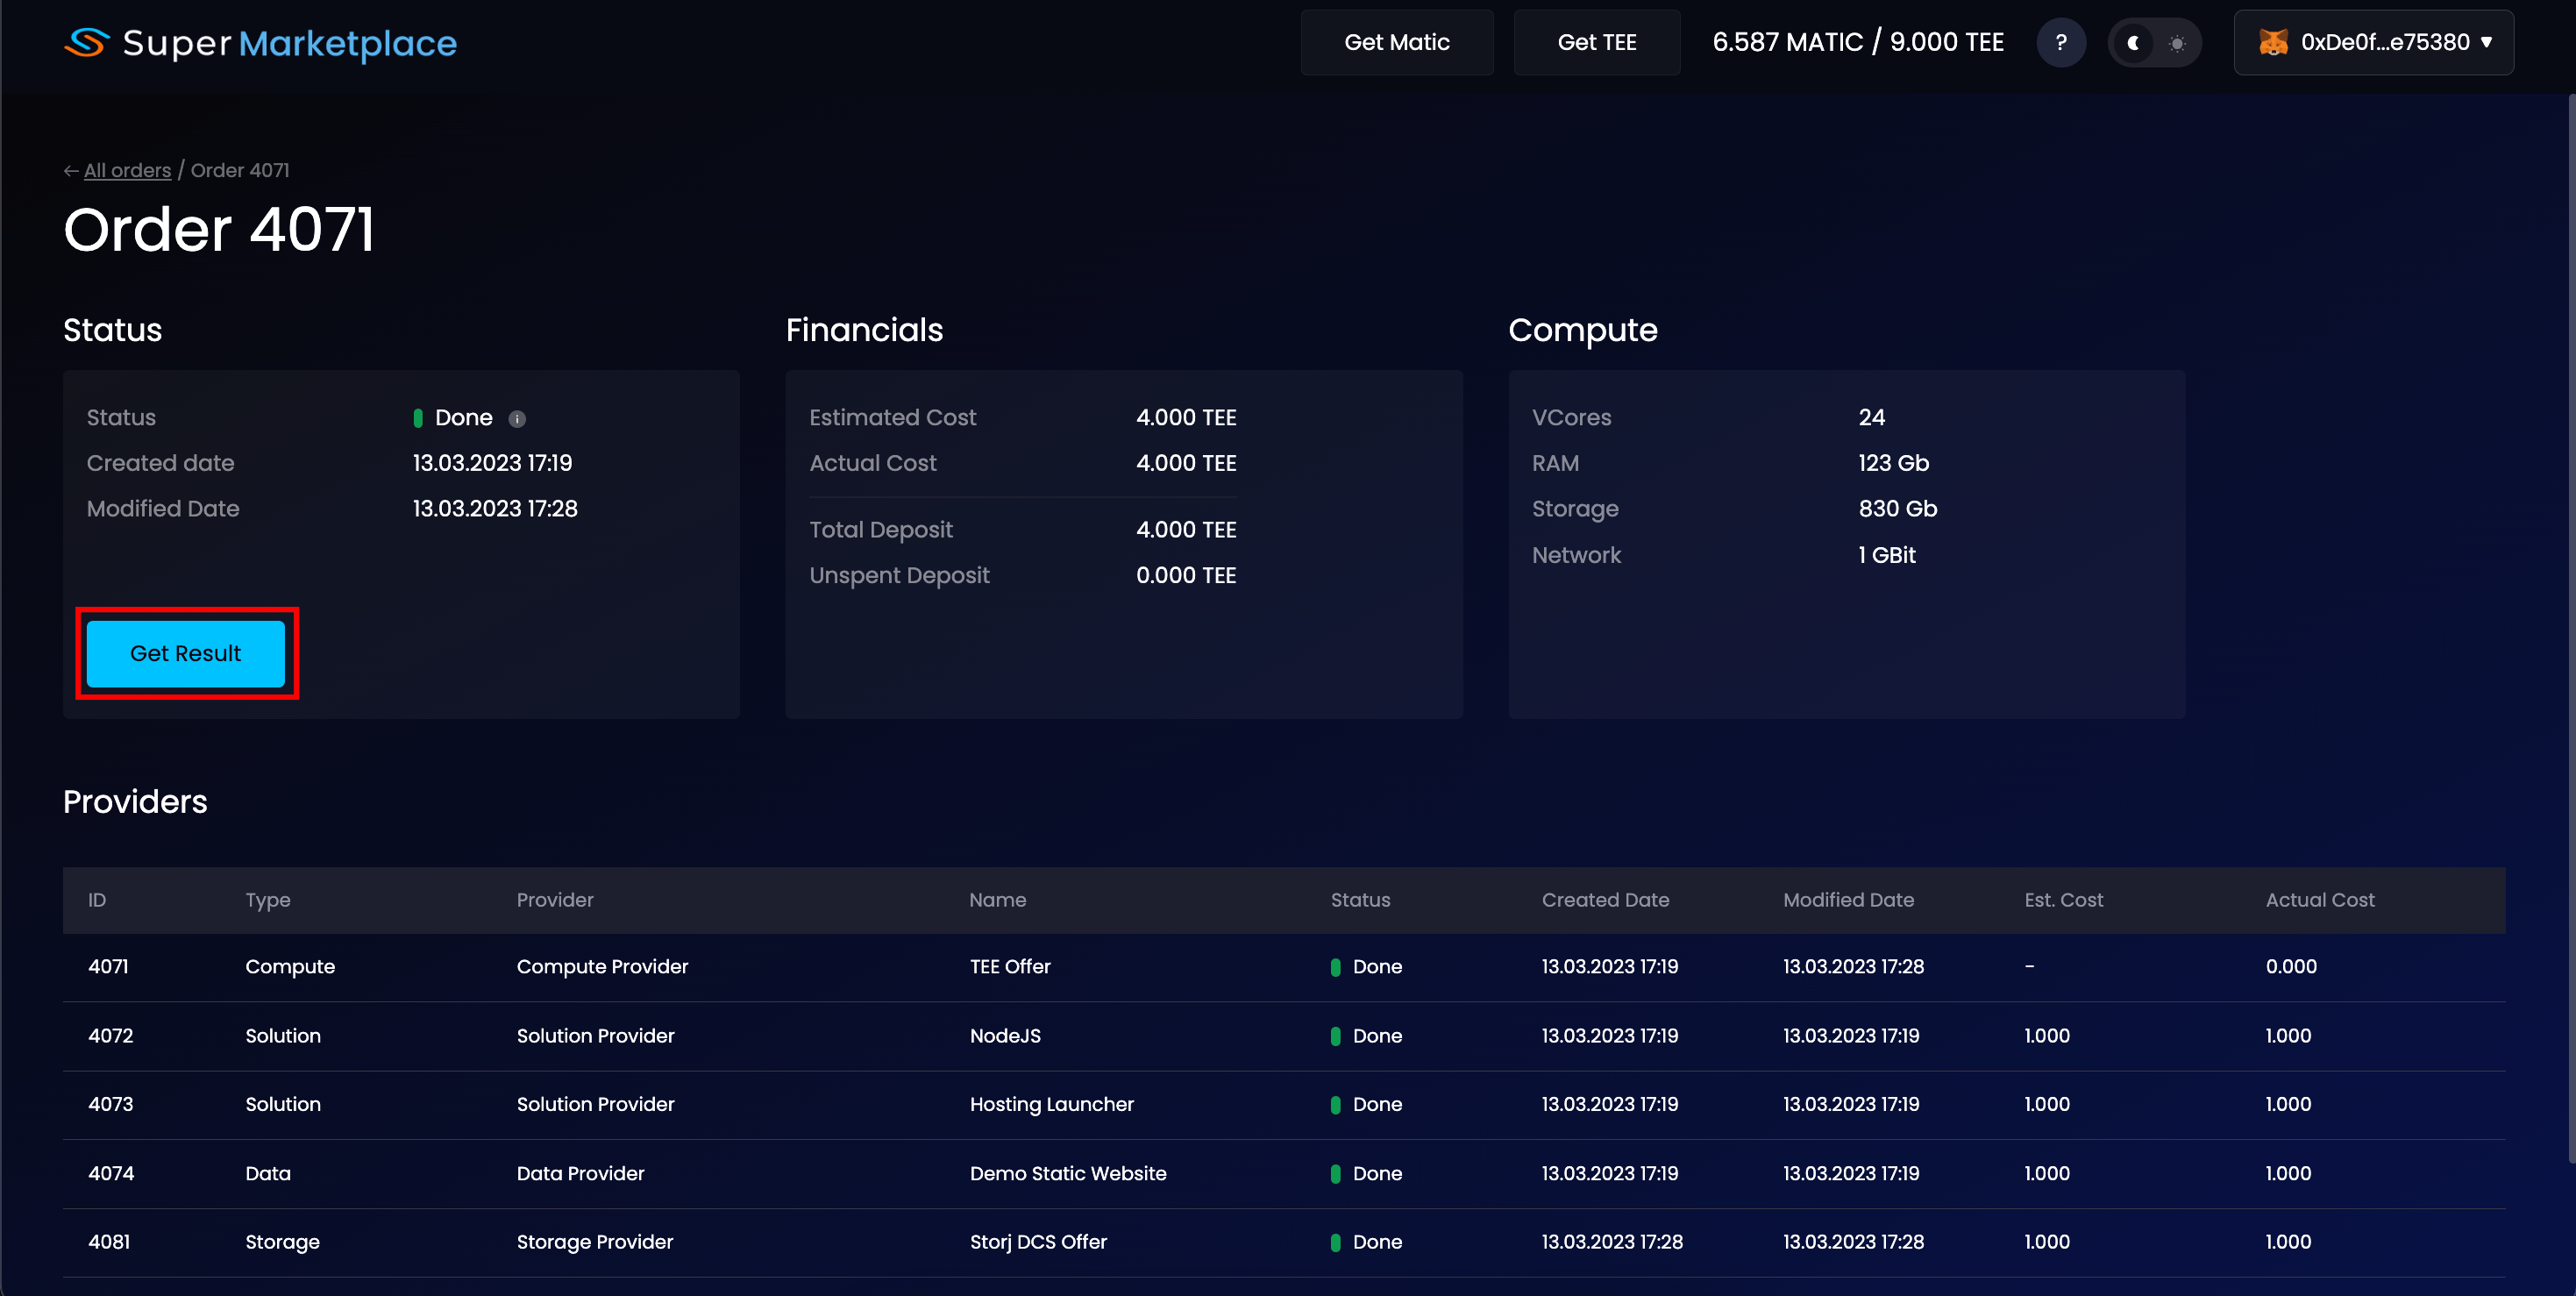 Super Marketplace
Get Matic
Get TEE
6.587 MATIC / 9.000 TEE
?
0xDe0f...e75380 ▼
← All orders / Order 4071
Order 4071
Status
Status Done i
Created date 13.03.2023 17:19
Modified Date 13.03.2023 17:28
Get Result
Financials
Estimated Cost 4.000 TEE
Actual Cost 4.000 TEE
Total Deposit 4.000 TEE
Unspent Deposit 0.000 TEE
Compute
VCores 24
RAM 123 Gb
Storage 830 Gb
Network 1 GBit
Providers
ID Type Provider Name Status Created Date Modified Date Est. Cost Actual Cost
4071 Compute Compute Provider TEE Offer Done 13.03.2023 17:19 13.03.2023 17:28 - 0.000
4072 Solution Solution Provider NodeJS Done 13.03.2023 17:19 13.03.2023 17:19 1.000 1.000
4073 Solution Solution Provider Hosting Launcher Done 13.03.2023 17:19 13.03.2023 17:19 1.000 1.000
4074 Data Data Provider Demo Static Website Done 13.03.2023 17:19 13.03.2023 17:19 1.000 1.000
4081 Storage Storage Provider Storj DCS Offer Done 13.03.2023 17:28 13.03.2023 17:28 1.000 1.000